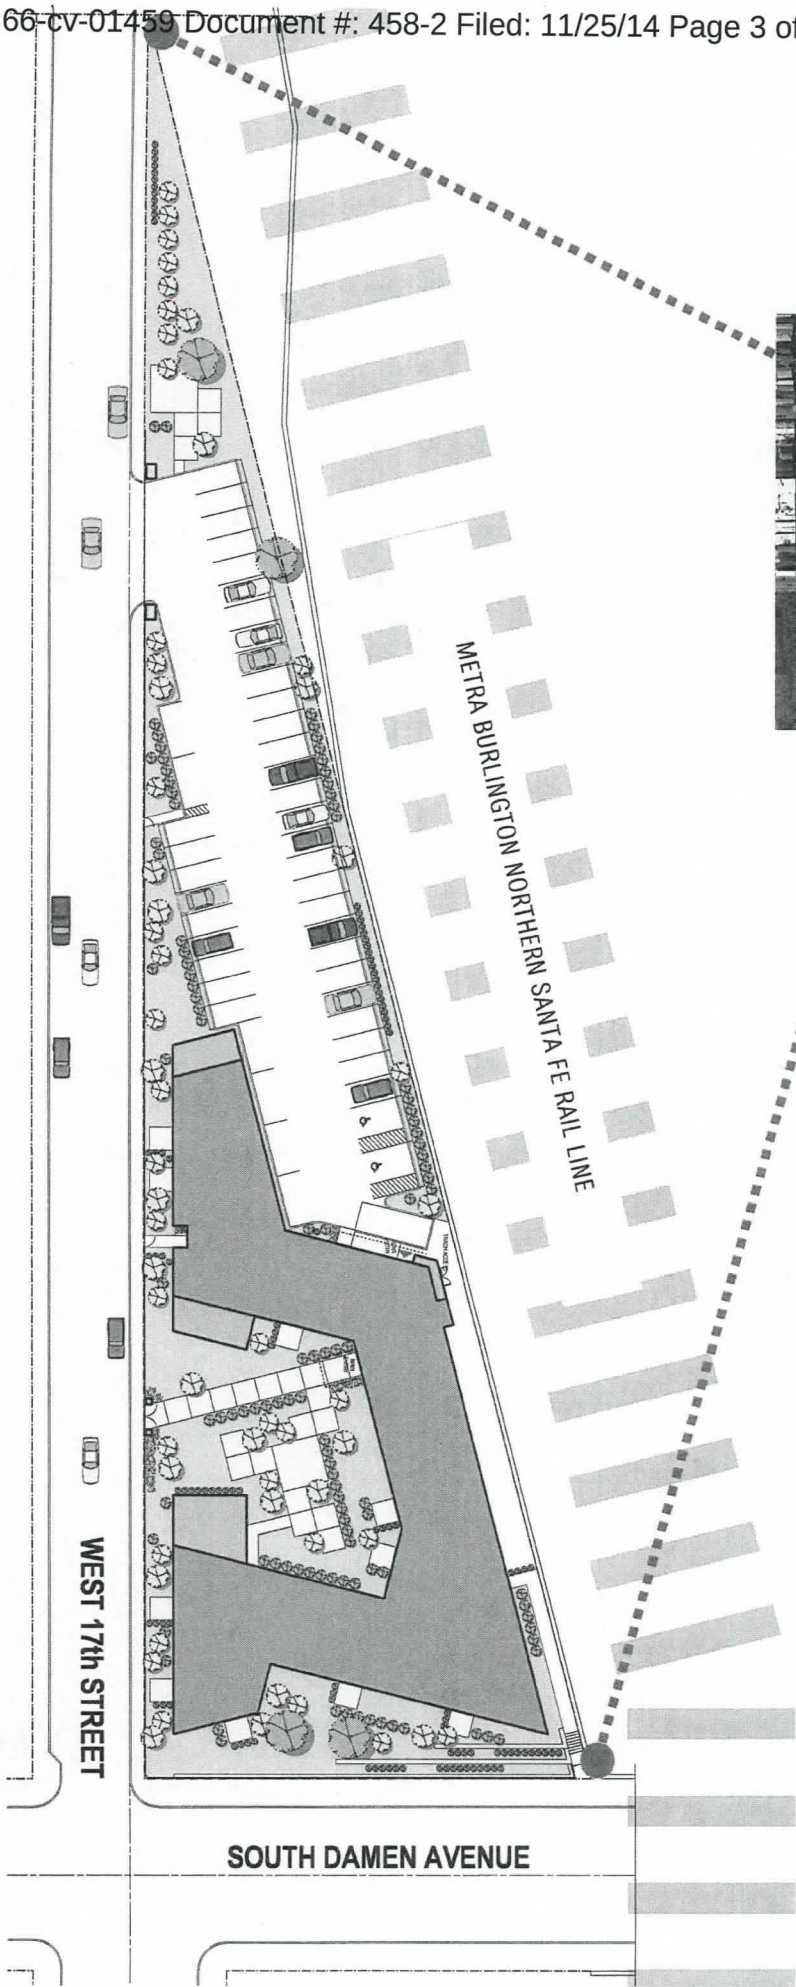 66-cv-01459 Document #: 458-2 Filed: 11/25/14 Page 3 of
METRA BURLINGTON NORTHERN SANTA FE RAIL LINE
WEST 17th STREET
SOUTH DAMEN AVENUE